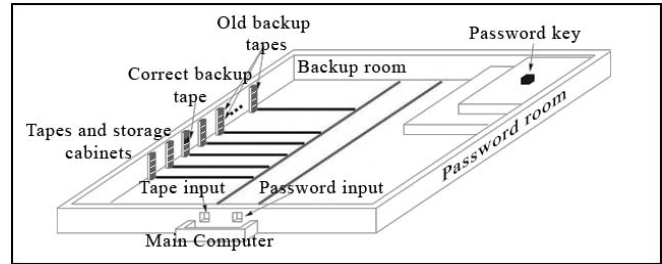 Old backup
tapes
Password key
Correct backup
tape
Backup room
Tapes and storage
cabinets
Password room
Tape input
Password input
Main Computer